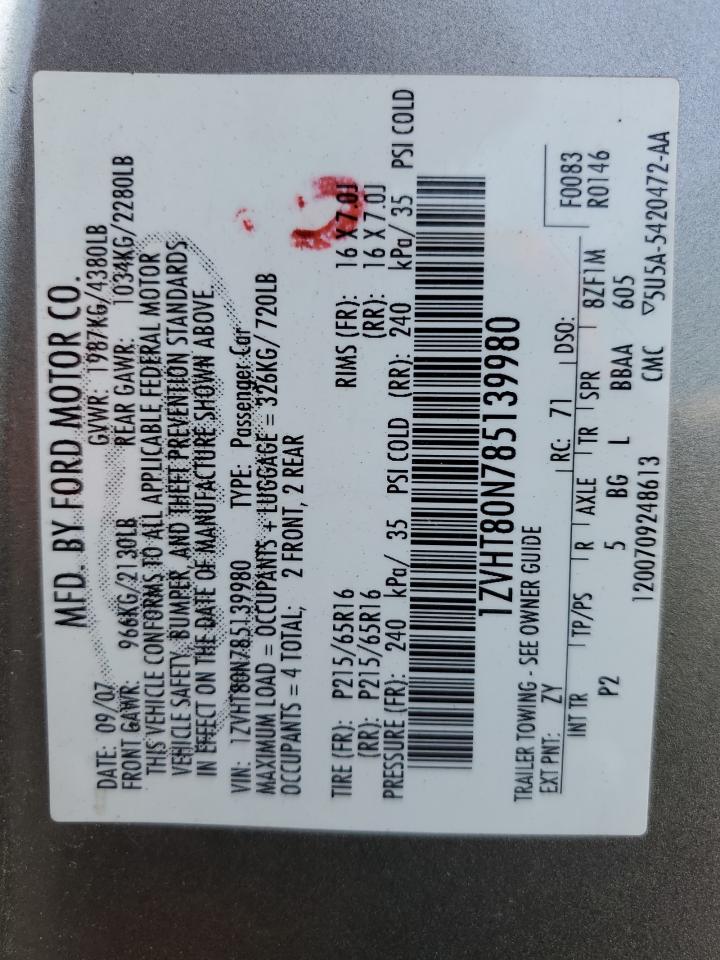 MFD. BY FORD MOTOR CO.
DATE: 09/07 GVWR: 1987KG/4380LB
FRONT GAWR: 966KG/2130LB REAR GAWR: 1034KG/2280LB
THIS VEHICLE CONFORMS TO ALL APPLICABLE FEDERAL MOTOR
VEHICLE SAFETY, BUMPER, AND THEFT PREVENTION STANDARDS
IN EFFECT ON THE DATE OF MANUFACTURE SHOWN ABOVE.
VIN: 1ZVHT80N785139980 TYPE: Passenger Car
MAXIMUM LOAD = OCCUPANTS + LUGGAGE = 326KG/ 720LB
OCCUPANTS = 4 TOTAL; 2 FRONT, 2 REAR
TIRE (FR): P215/65R16 RIMS (FR): 16 X 7.0J
(RR): P215/65R16 (RR): 16 X 7.0J
PRESSURE (FR): 240 kPa/ 35 PSI COLD (RR): 240 kPa/ 35 PSI COLD
1ZVHT80N785139980
TRAILER TOWING - SEE OWNER GUIDE
EXT PNT: ZY RC: 71 DSO: F0083
INT TR TP/PS R AXLE TR SPR 8ZF1M R0146
P2 5 BG L BBAA 605
1200709248613 CMC ▽5U5A-5420472-AA